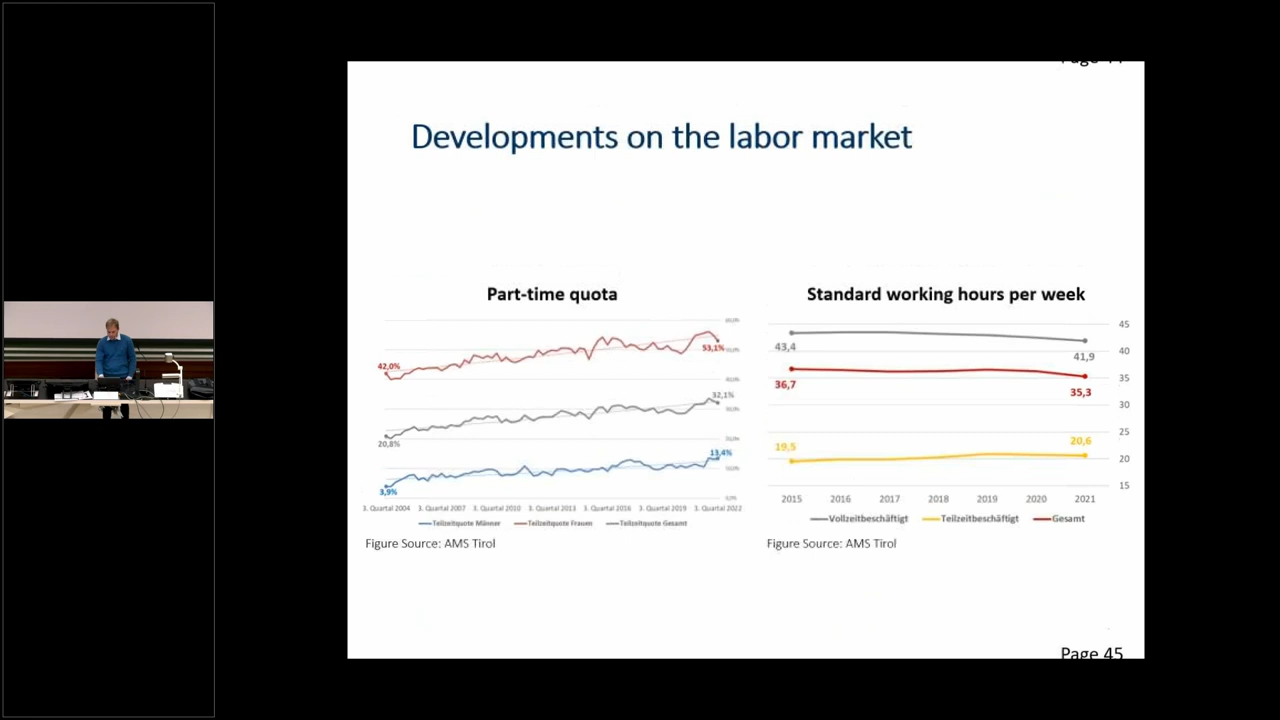 Developments on the labor market
Part-time quota
42,0%
53,1%
20,8%
32,1%
3,9%
13,4%
3. Quartal 2004 3. Quartal 2007 3. Quartal 2010 3. Quartal 2013 3. Quartal 2016 3. Quartal 2019 3. Quartal 2022
Teilzeitquote Männer Teilzeitquote Frauen Teilzeitquote Gesamt
Figure Source: AMS Tirol
Standard working hours per week
45
43,4
40
41,9
35
36,7
35,3
30
25
19,5
20,6
20
15
2015 2016 2017 2018 2019 2020 2021
Vollzeitbeschäftigt Teilzeitbeschäftigt Gesamt
Figure Source: AMS Tirol
Page 45